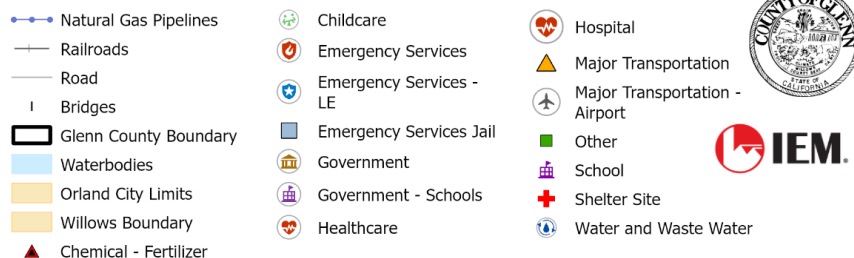 Natural Gas Pipelines
Railroads
Road
Bridges
Glenn County Boundary
Waterbodies
Orland City Limits
Willows Boundary
Chemical - Fertilizer
Childcare
Emergency Services
Emergency Services -
LE
Emergency Services Jail
Government
Government - Schools
Healthcare
Hospital
Major Transportation
Major Transportation -
Airport
Other
School
Shelter Site
Water and Waste Water
COUNTY OF GLENN
STATE OF
CALIFORNIA
IEM.